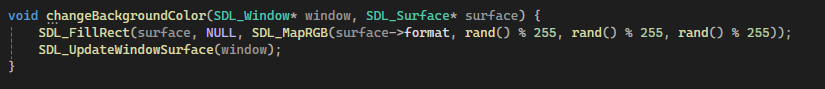 void changeBackgroundColor(SDL_Window* window, SDL_Surface* surface) {
    SDL_FillRect(surface, NULL, SDL_MapRGB(surface->format, rand() % 255, rand() % 255, rand() % 255));
    SDL_UpdateWindowSurface(window);
}